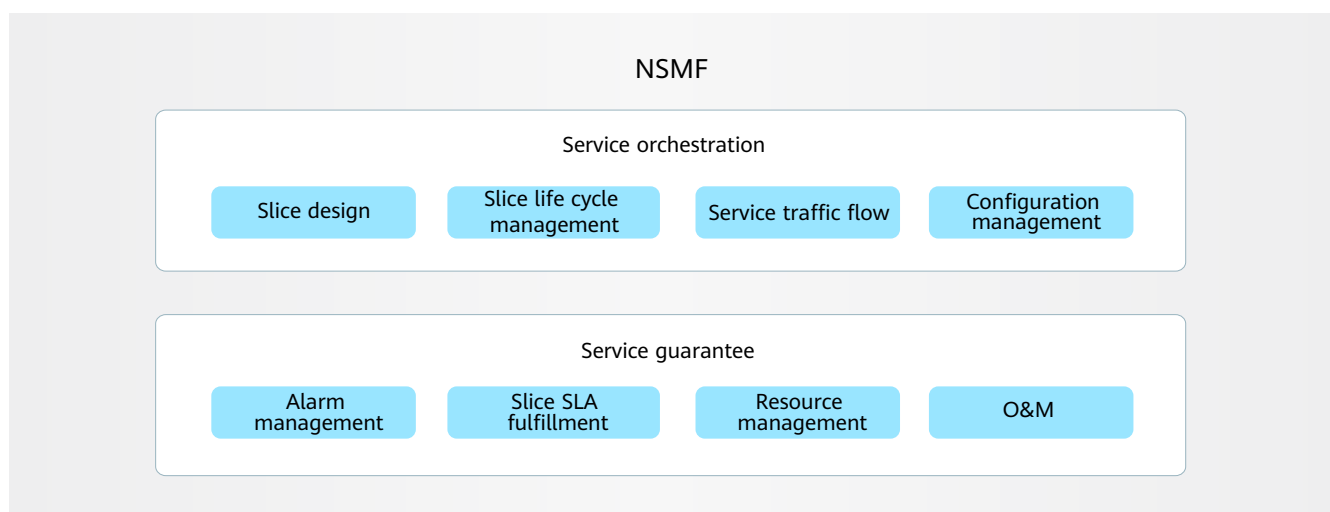 NSMF
Service orchestration
Slice design
Slice life cycle
management
Service traffic flow
Configuration
management
Service guarantee
Alarm
management
Slice SLA
fulfillment
Resource
management
O&M